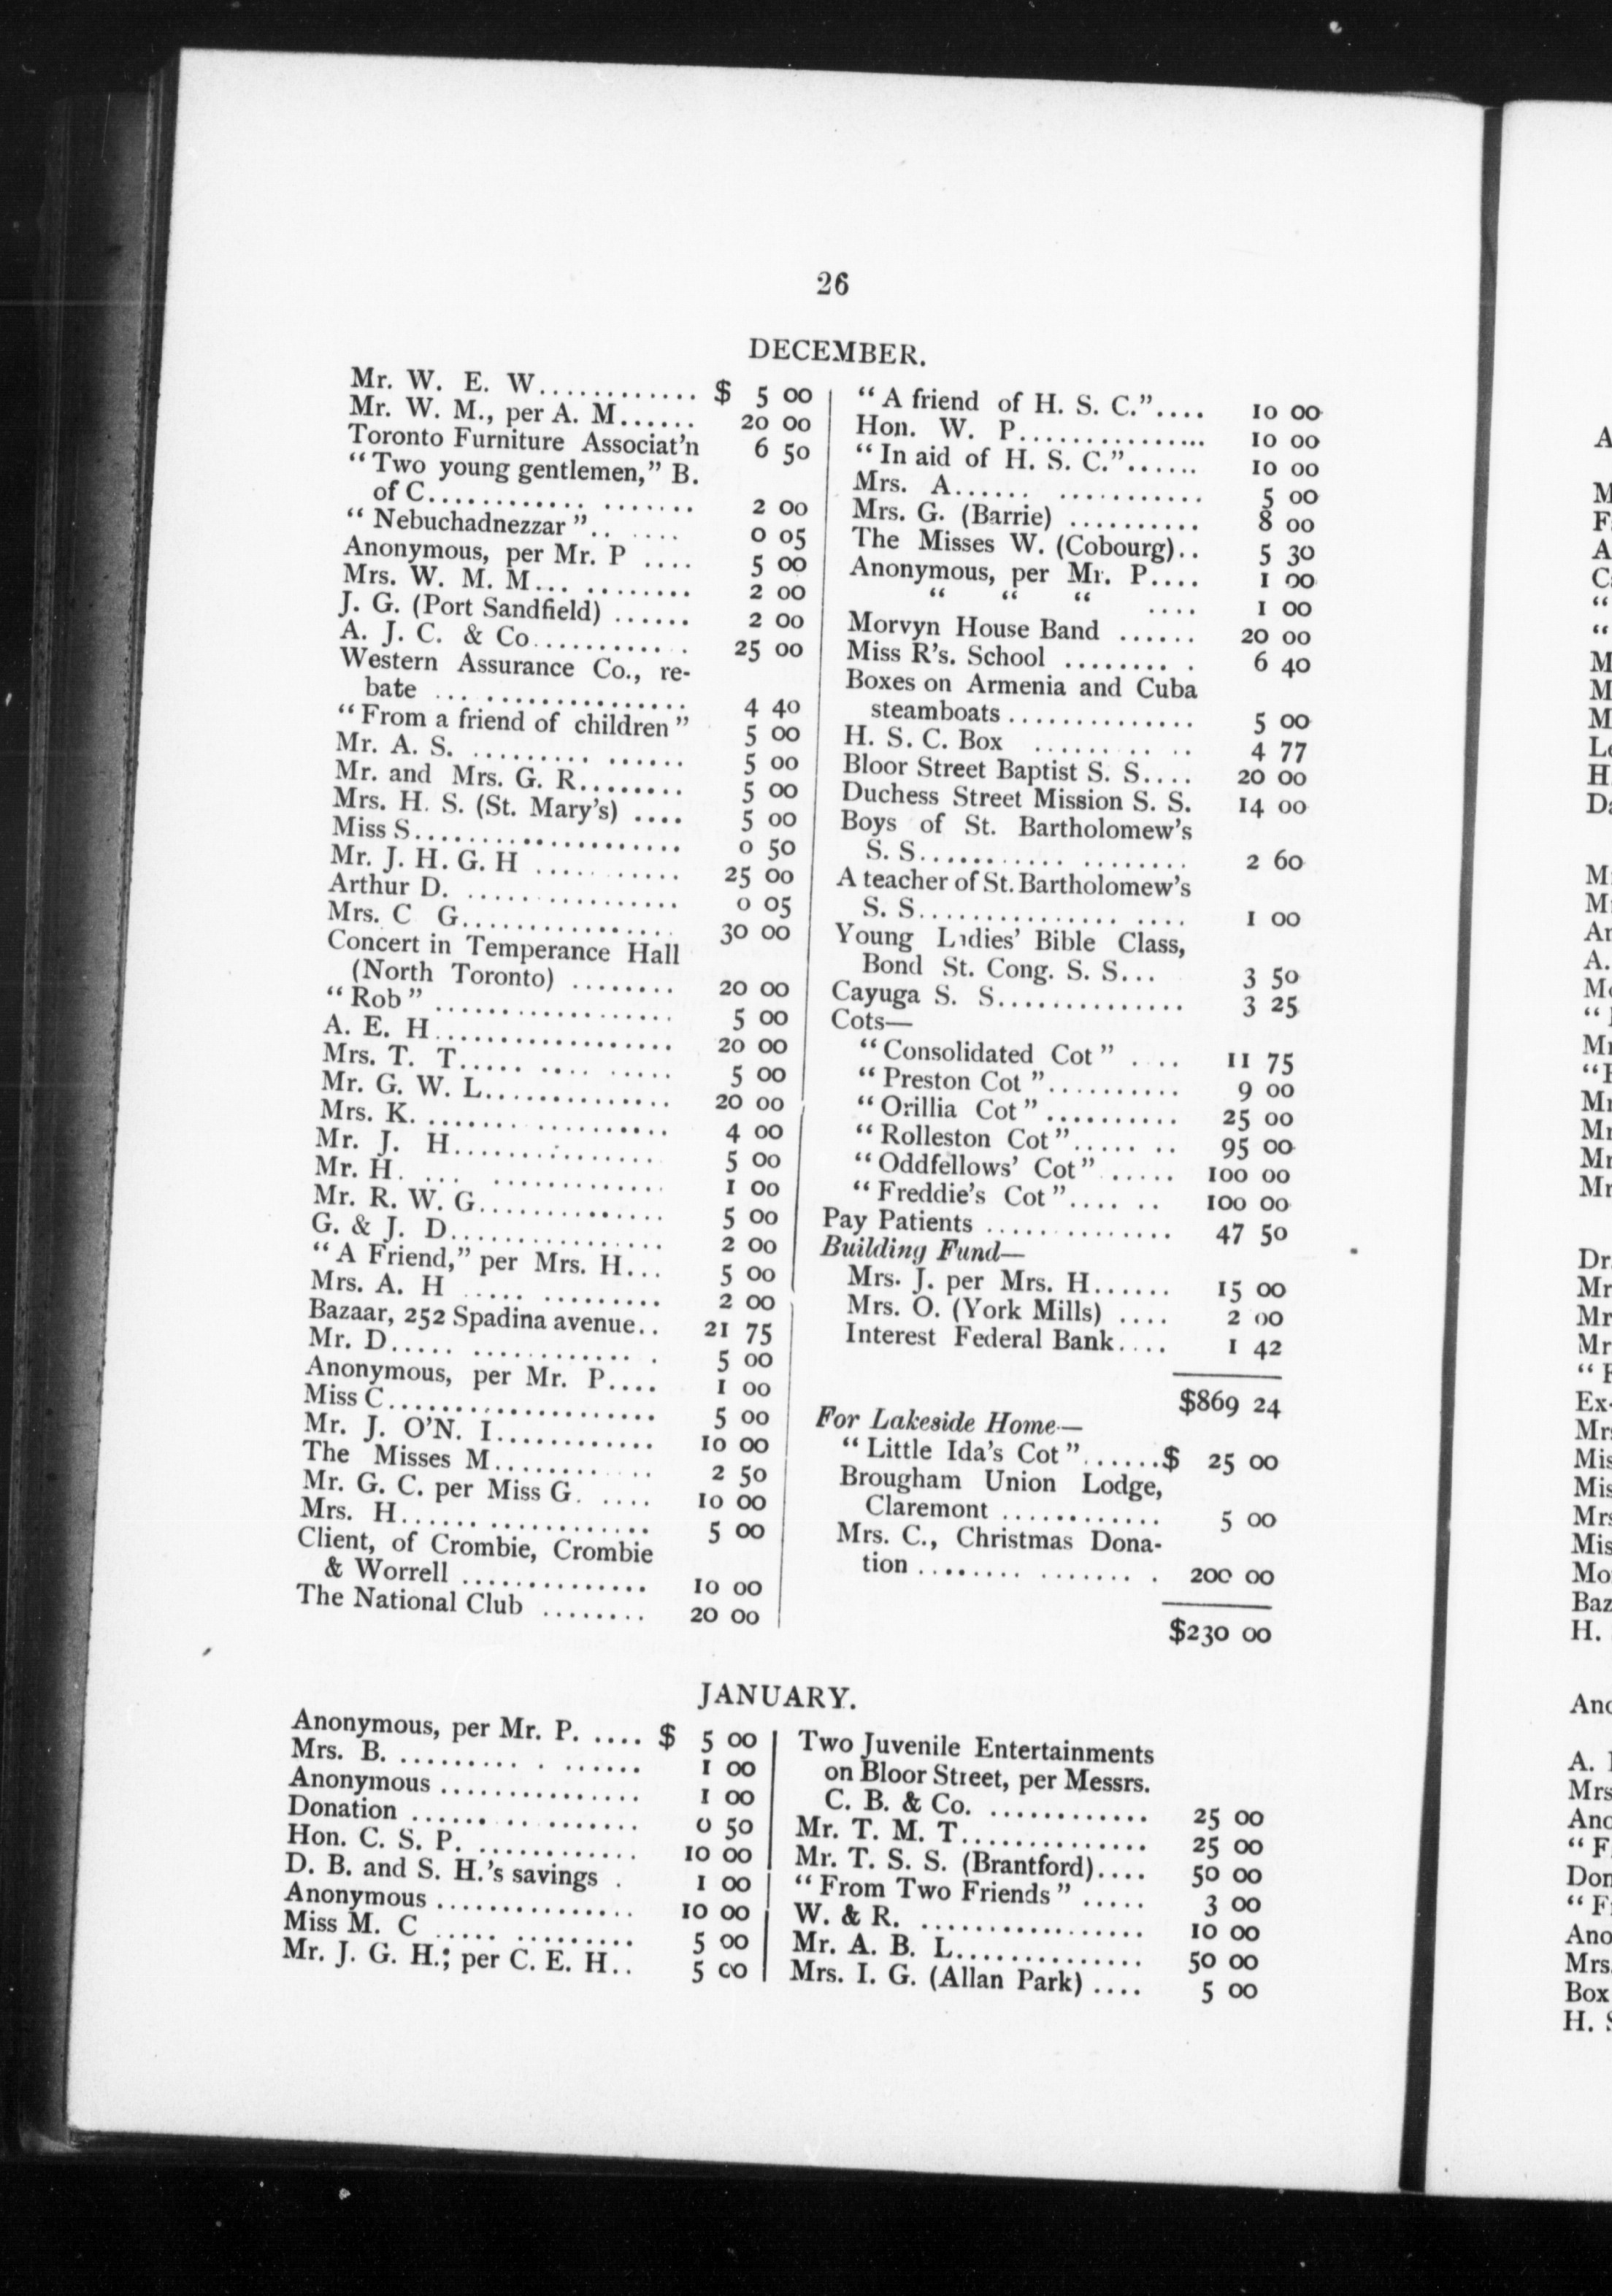 26
DECEMBER.
Mr. W. E. W............ $ 5 00
Mr. W. M., per A. M...... 20 00
Toronto Furniture Associat'n 6 50
“Two young gentlemen,” B.
of C................... 2 00
“Nebuchadnezzar”...... 0 05
Anonymous, per Mr. P .... 5 00
Mrs. W. M. M........... 2 00
J. G. (Port Sandfield) ...... 2 00
A. J. C. & Co............ 25 00
Western Assurance Co., re-
bate .................. 4 40
“From a friend of children” 5 00
Mr. A. S. ............... 5 00
Mr. and Mrs. G. R........ 5 00
Mrs. H. S. (St. Mary's) .... 5 00
Miss S.................... 0 50
Mr. J. H. G. H ........... 25 00
Arthur D. ................ 0 05
Mrs. C G................ 30 00
Concert in Temperance Hall
(North Toronto) ........ 20 00
“Rob” .................. 5 00
A. E. H.................. 20 00
Mrs. T. T.............. 5 00
Mr. G. W. L.............. 20 00
Mrs. K. .................. 4 00
Mr. J. H................ 5 00
Mr. H. ................ 1 00
Mr. R. W. G.............. 5 00
G. & J. D................ 2 00
“A Friend,” per Mrs. H... 5 00
Mrs. A. H .............. 2 00
Bazaar, 252 Spadina avenue.. 21 75
Mr. D.................. 5 00
Anonymous, per Mr. P.... 1 00
Miss C.................... 5 00
Mr. J. O'N. I............ 10 00
The Misses M............ 2 50
Mr. G. C. per Miss G. .... 10 00
Mrs. H.................. 5 00
Client, of Crombie, Crombie
& Worrell .............. 10 00
The National Club ........ 20 00
“A friend of H. S. C.”.... 10 00
Hon. W. P............... 10 00
“In aid of H. S. C.”...... 10 00
Mrs. A...... ........... 5 00
Mrs. G. (Barrie) .......... 8 00
The Misses W. (Cobourg).. 5 30
Anonymous, per Mr. P.... 1 00
“ “ “ .... 1 00
Morvyn House Band ...... 20 00
Miss R's. School ........ . 6 40
Boxes on Armenia and Cuba
steamboats .............. 5 00
H. S. C. Box ........... 4 77
Bloor Street Baptist S. S.... 20 00
Duchess Street Mission S. S. 14 00
Boys of St. Bartholomew's
S. S................... 2 60
A teacher of St. Bartholomew's
S. S................... 1 00
Young Ladies' Bible Class,
Bond St. Cong. S. S... 3 50
Cayuga S. S.............. 3 25
Cots—
“Consolidated Cot” .... 11 75
“Preston Cot”.......... 9 00
“Orillia Cot” .......... 25 00
“Rolleston Cot”....... 95 00
“Oddfellows' Cot” ...... 100 00
“Freddie's Cot”...... 100 00
Pay Patients .............. 47 50
Building Fund—
Mrs. J. per Mrs. H...... 15 00
Mrs. O. (York Mills) .... 2 00
Interest Federal Bank.... 1 42
$869 24
For Lakeside Home—
“Little Ida's Cot”......$ 25 00
Brougham Union Lodge,
Claremont ............ 5 00
Mrs. C., Christmas Dona-
tion ................ 200 00
$230 00
JANUARY.
Anonymous, per Mr. P. .... $ 5 00
Mrs. B. ................ 1 00
Anonymous ............... 1 00
Donation ................ 0 50
Hon. C. S. P. ............ 10 00
D. B. and S. H.'s savings . 1 00
Anonymous ............... 10 00
Miss M. C .............. 5 00
Mr. J. G. H.; per C. E. H.. 5 00
Two Juvenile Entertainments
on Bloor Street, per Messrs.
C. B. & Co. ............ 25 00
Mr. T. M. T.............. 25 00
Mr. T. S. S. (Brantford).... 50 00
“From Two Friends” ..... 3 00
W. & R. ................ 10 00
Mr. A. B. L.............. 50 00
Mrs. I. G. (Allan Park) .... 5 00